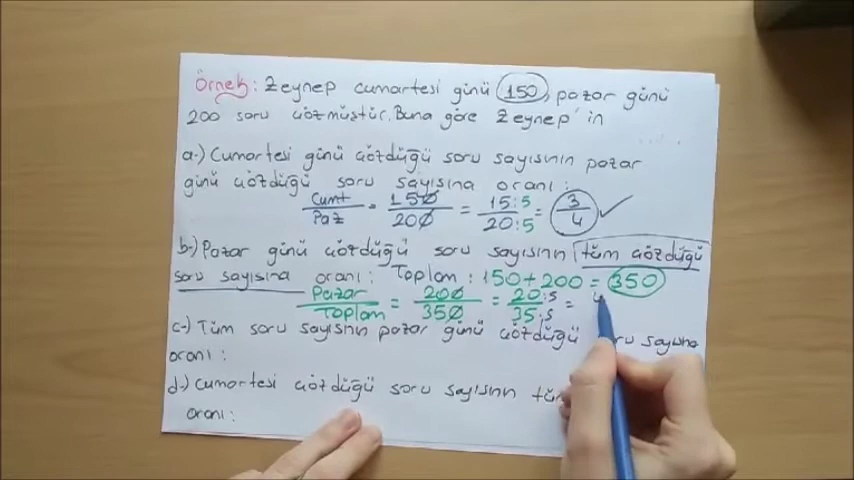 Örnek: Zeynep cumartesi günü 150, pazar günü
200 soru çözmüştür. Buna göre Zeynep'in
a-) Cumartesi günü çözdüğü soru sayısının pazar
günü çözdüğü soru sayısına oranı:
Cumt/Paz = 150/200 = 15:5/20:5 = 3/4 ✓
b-) Pazar günü çözdüğü soru sayısının tüm çözdüğü
soru sayısına oranı: Toplam: 150+200 = 350
Pazar/Toplam = 200/350 = 20:5/35:5 =
c-) Tüm soru sayısının pazar günü çözdüğü soru sayısına
oranı:
d-) Cumartesi çözdüğü soru sayısının tüm
oranı: